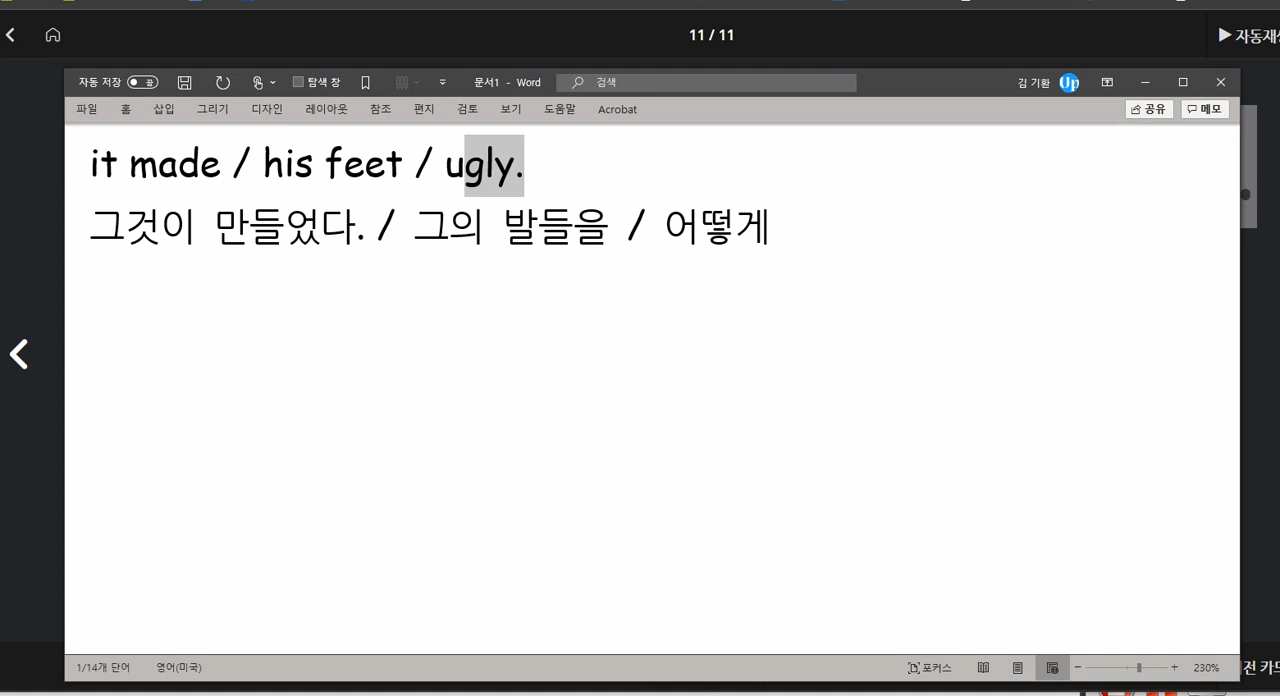 11 / 11
자동재생
자동 저장 끔 탐색 창 문서1 - Word 검색 김 기환 Up
파일 홈 삽입 그리기 디자인 레이아웃 참조 편지 검토 보기 도움말 Acrobat 공유 메모
it made / his feet / ugly.
그것이 만들었다. / 그의 발들을 / 어떻게
1/14개 단어 영어(미국) 포커스 230%